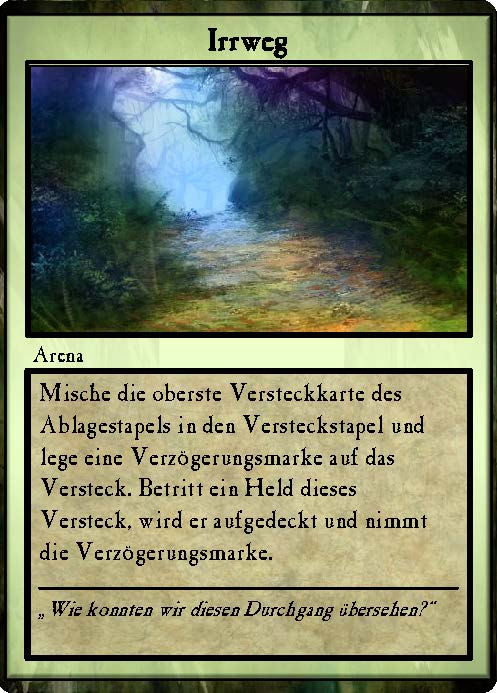 Irrweg
Arena
Mische die oberste Versteckkarte des
Ablagestapels in den Versteckstapel und
lege eine Verzögerungsmarke auf das
Versteck. Betritt ein Held dieses
Versteck, wird er aufgedeckt und nimmt
die Verzögerungsmarke.
„Wie konnten wir diesen Durchgang übersehen?“